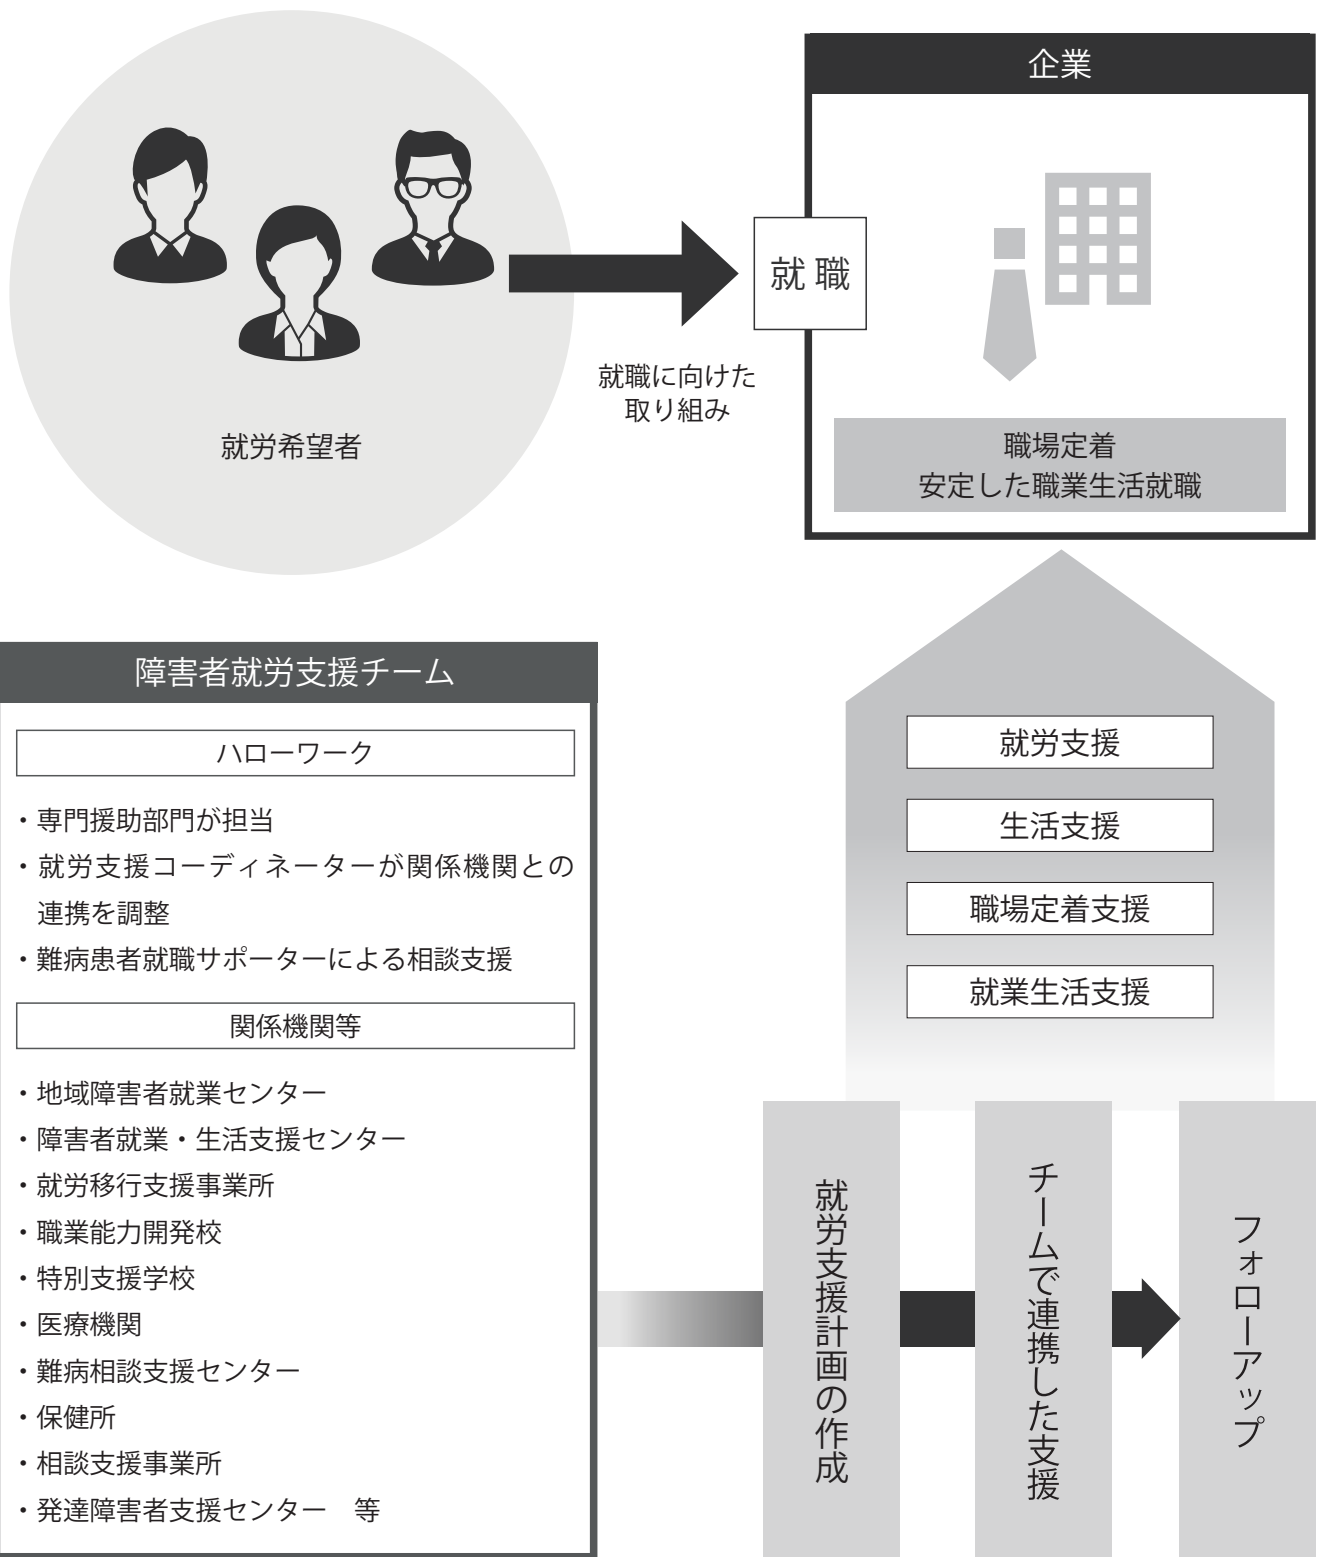 企業
就 職
就職に向けた
取り組み
就労希望者
職場定着
安定した職業生活就職
障害者就労支援チーム
ハローワーク
・専門援助部門が担当
・就労支援コーディネーターが関係機関との
連携を調整
・難病患者就職サポーターによる相談支援
関係機関等
・地域障害者就業センター
・障害者就業・生活支援センター
・就労移行支援事業所
・職業能力開発校
・特別支援学校
・医療機関
・難病相談支援センター
・保健所
・相談支援事業所
・発達障害者支援センター　等
就労支援
生活支援
職場定着支援
就業生活支援
就労支援計画の作成
チームで連携した支援
フォローアップ